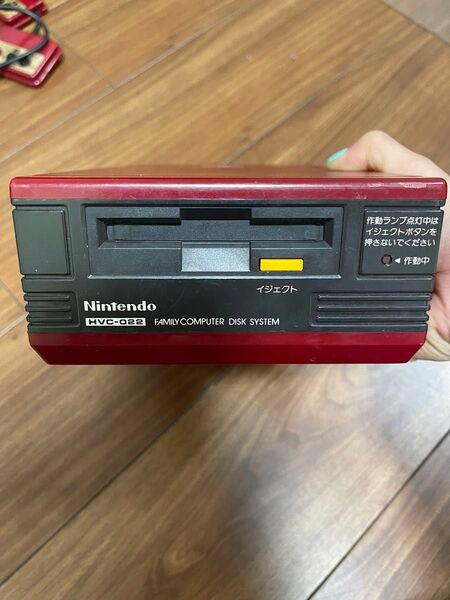 作動ランプ点灯中は
イジェクトボタンを
押さないでください
◀ 作動中
イジェクト
Nintendo
HVC-022 FAMILY COMPUTER DISK SYSTEM